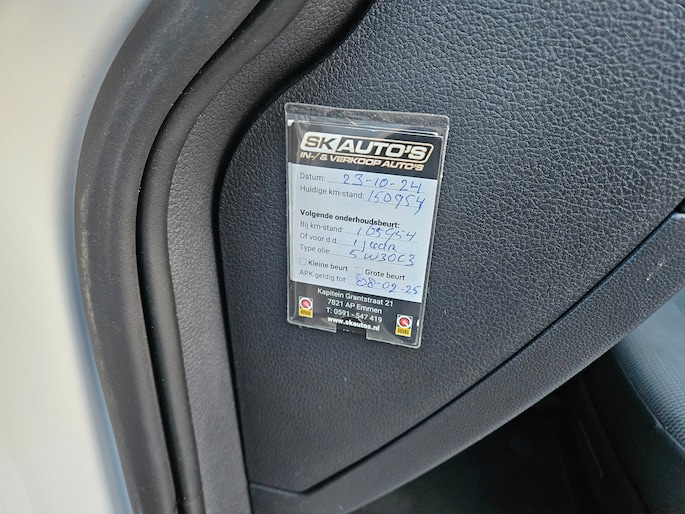 SK AUTO'S
IN-/ & VERKOOP AUTO'S
Datum: 23-10-24
Huidige km-stand: 150954
Volgende onderhoudsbeurt:
Bij km-stand: 165954
Of voor d.d.: 1 jaar
Type olie: 5W30C3
Kleine beurt Grote beurt
APK geldig tot: 08-02-25
Kapitein Grantstraat 21
7821 AP Emmen
T: 0591 - 547 419
www.skautos.nl